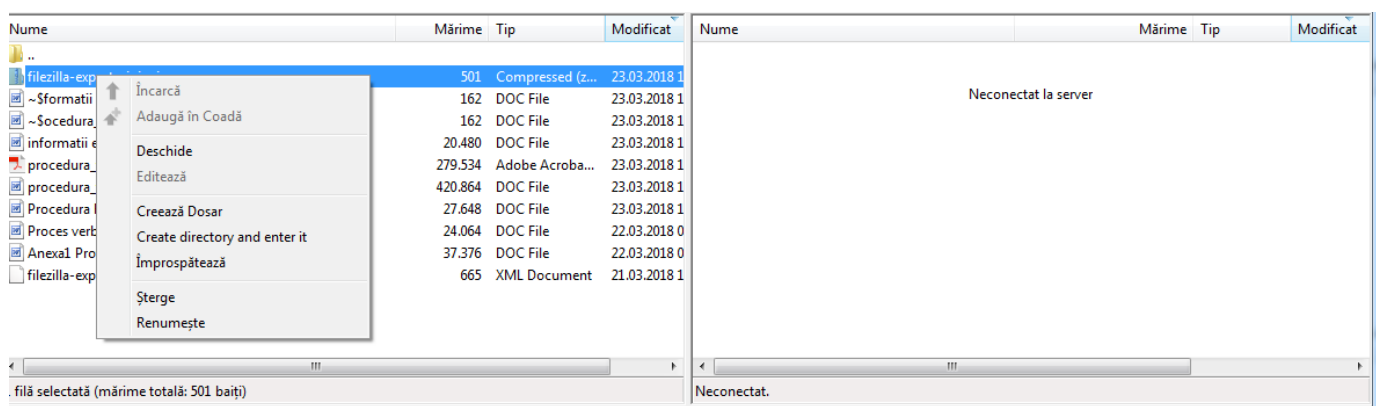 Nume Mărime Tip Modificat
..
filezilla-exp 501 Compressed (z... 23.03.2018 1
~$formatii 162 DOC File 23.03.2018 1
~$ocedura_ 162 DOC File 23.03.2018 1
informatii e 20.480 DOC File 23.03.2018 1
procedura_ 279.534 Adobe Acroba... 23.03.2018 1
procedura_ 420.864 DOC File 23.03.2018 1
Procedura 27.648 DOC File 23.03.2018 1
Proces verb 24.064 DOC File 22.03.2018 0
Anexa1 Pro 37.376 DOC File 22.03.2018 0
filezilla-exp 665 XML Document 21.03.2018 1
Încarcă
Adaugă în Coadă
Deschide
Editează
Creează Dosar
Create directory and enter it
Împrospătează
Șterge
Renumește
filă selectată (mărime totală: 501 baiți)
Nume Mărime Tip Modificat
Neconectat la server
Neconectat.